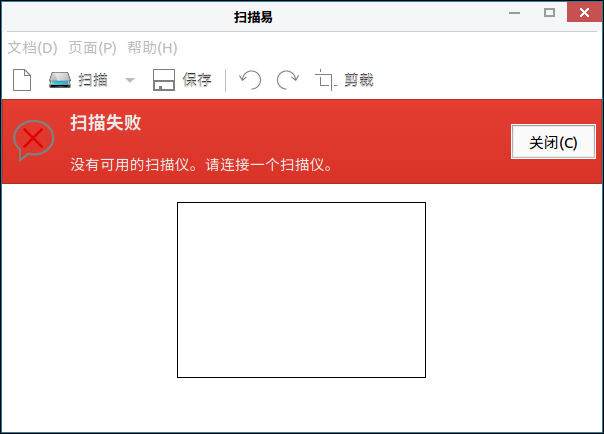 扫描易
文档(D) 页面(P) 帮助(H)
扫描 保存 剪裁
扫描失败
没有可用的扫描仪。请连接一个扫描仪。
关闭(C)